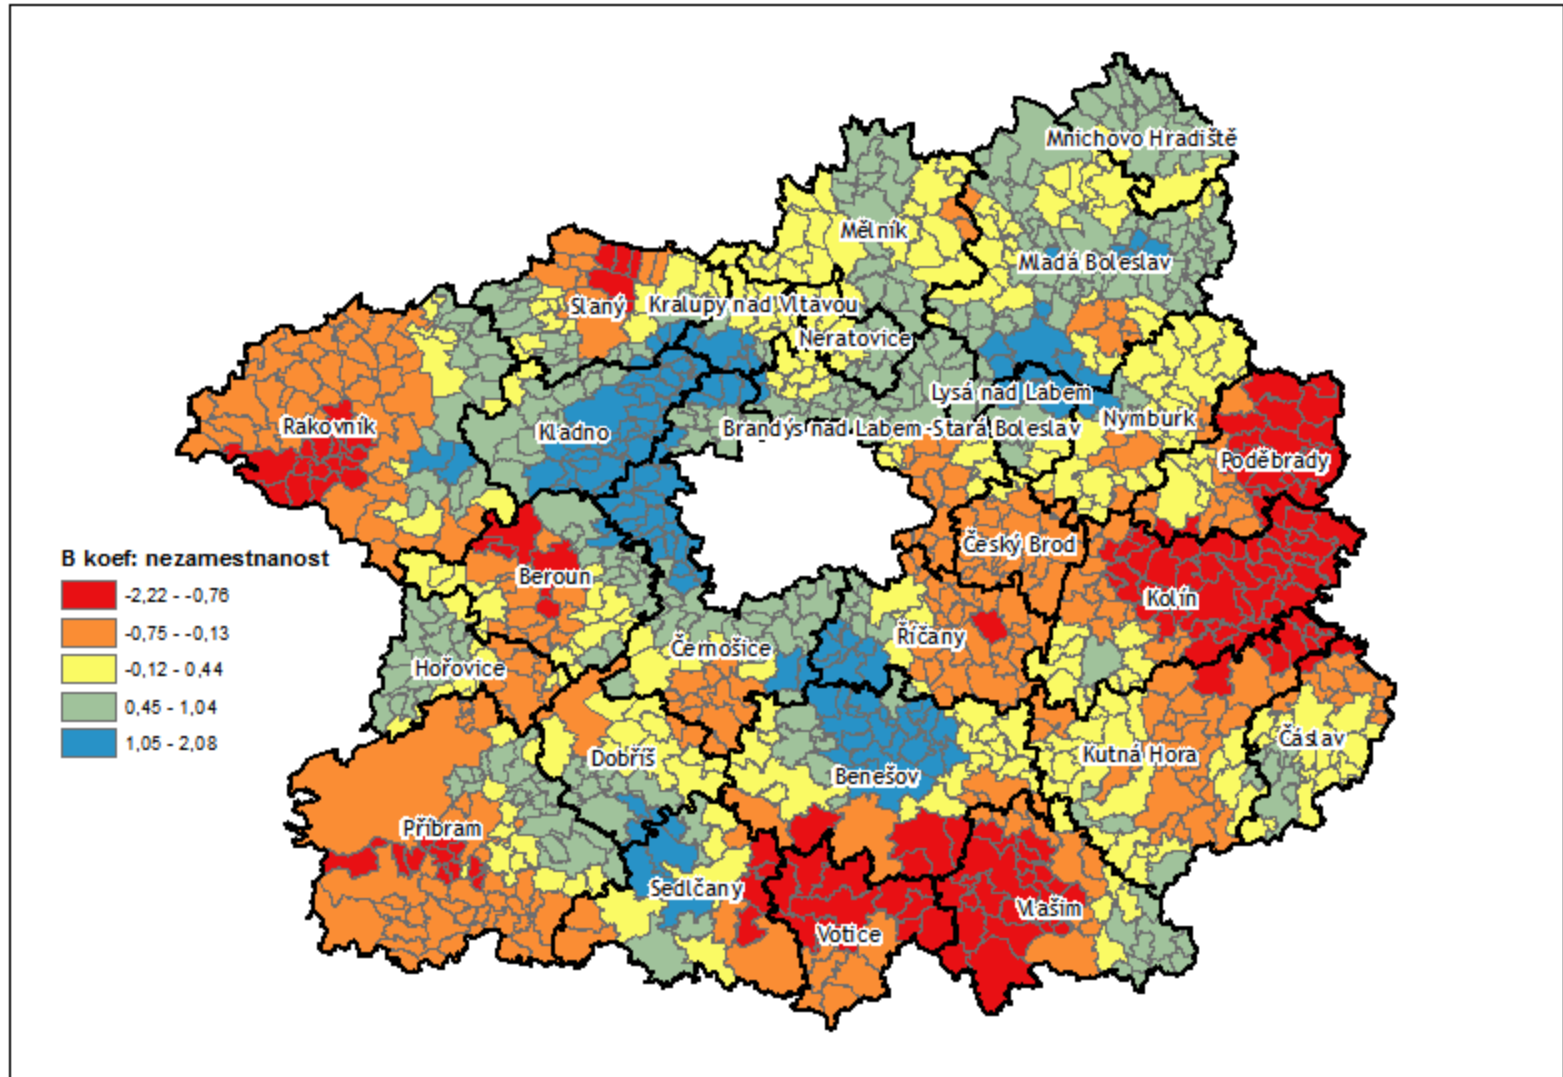 Mnichovo Hradiště
Mělník
Mladá Boleslav
Slaný
Kralupy nad Vltavou
Neratovice
Lysá nad Labem
Rakovník
Kladno
Brandýs nad Labem-Stará Boleslav
Nymburk
Poděbrady
Český Brod
B koef: nezamestnanost
-2,22 - -0,76
-0,75 - -0,13
-0,12 - 0,44
0,45 - 1,04
1,05 - 2,08
Beroun
Kolín
Říčany
Černošice
Hořovice
Čáslav
Kutná Hora
Dobříš
Benešov
Příbram
Sedlčany
Vlašim
Votice